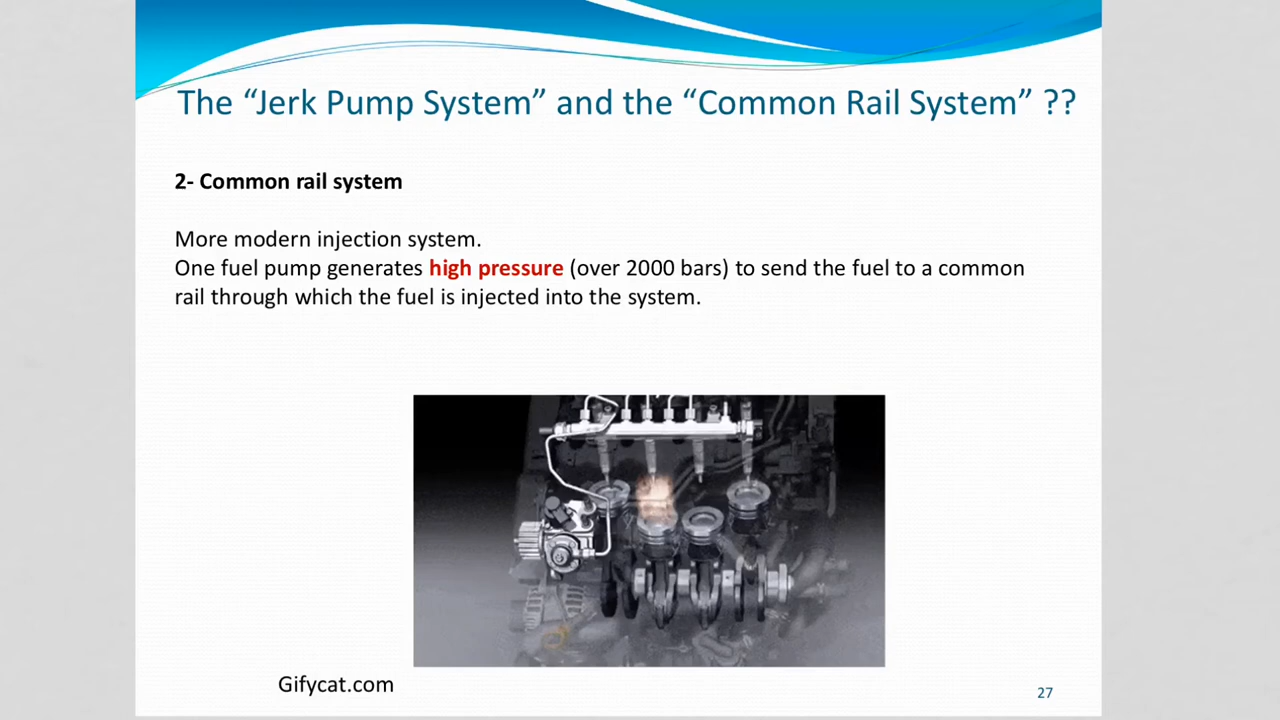 The “Jerk Pump System” and the “Common Rail System” ??
2- Common rail system
More modern injection system.
One fuel pump generates high pressure (over 2000 bars) to send the fuel to a common
rail through which the fuel is injected into the system.
Gifycat.com
27